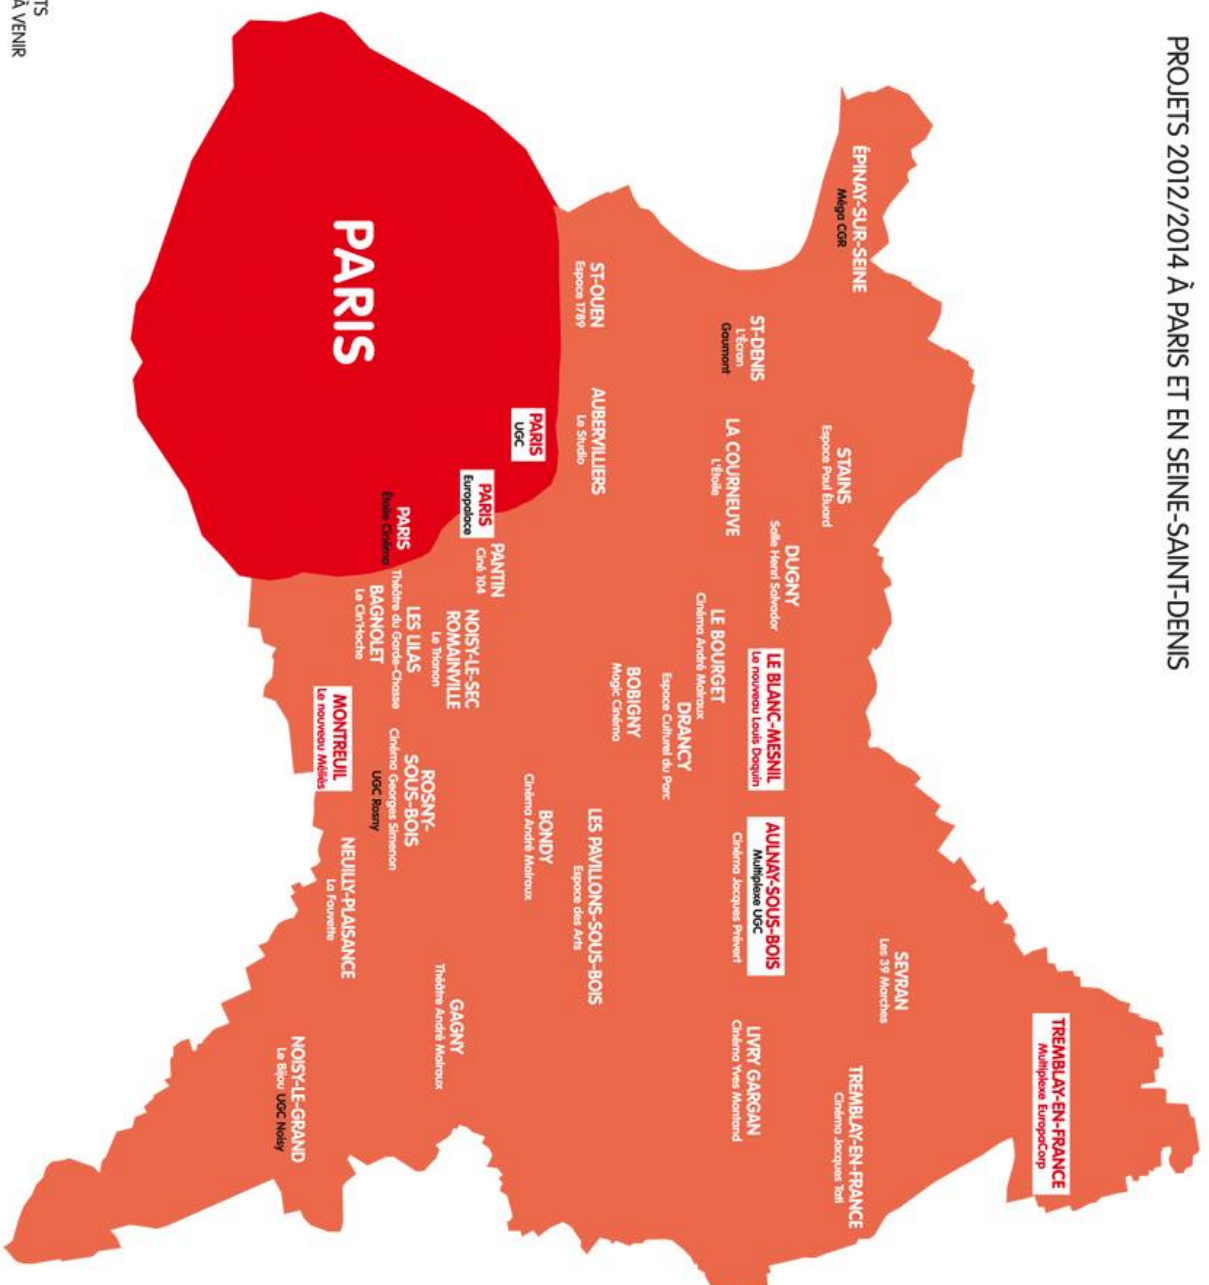 PROJETS 2012/2014 À PARIS ET EN SEINE-SAINT-DENIS
TREMBLAY-EN-FRANCE
Multiplexe EuropaCorp
ÉPINAY-SUR-SEINE
Méga CGR
SEVRAN
Les 39 Marches
STAINS
Espace Paul Éluard
TREMBLAY-EN-FRANCE
Cinéma Jacques Tati
DUGNY
Salle Henri Salvador
LE BLANC-MESNIL
Le nouveau Louis Daquin
AULNAY-SOUS-BOIS
Multiplexe UGC
Cinéma Jacques Prévert
ST-DENIS
L'Écran
Gaumont
LA COURNEUVE
L'Étoile
LIVRY GARGAN
Cinéma Yves Montand
LE BOURGET
Cinéma André Malraux
DRANCY
Espace Culturel du Parc
BOBIGNY
Magic Cinéma
ST-OUEN
Espace 1789
AUBERVILLIERS
Le Studio
LES PAVILLONS-SOUS-BOIS
Espace des Arts
BONDY
Cinéma André Malraux
PARIS
UGC
PARIS
Europalace
PANTIN
Ciné 104
NOISY-LE-SEC
ROMAINVILLE
Le Trianon
GAGNY
Théâtre André Malraux
PARIS
Étoile Cinéma
LES LILAS
Théâtre du Garde-Chasse
ROSNY-
SOUS-BOIS
Cinéma Georges Simenon
UGC Rosny
BAGNOLET
Le Cin'Hoche
PARIS
MONTREUIL
Le nouveau Méliès
NEUILLY-PLAISANCE
La Fauvette
NOISY-LE-GRAND
Le Bijou UGC Noisy
TS
À VENIR